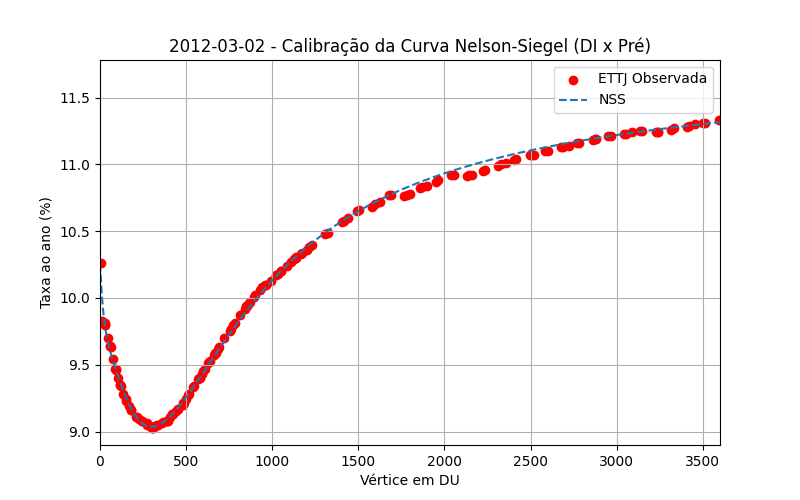 2012-03-02 - Calibração da Curva Nelson-Siegel (DI x Pré)
ETTJ Observada
NSS
Taxa ao ano (%)
11.5
11.0
10.5
10.0
9.5
9.0
0 500 1000 1500 2000 2500 3000 3500
Vértice em DU